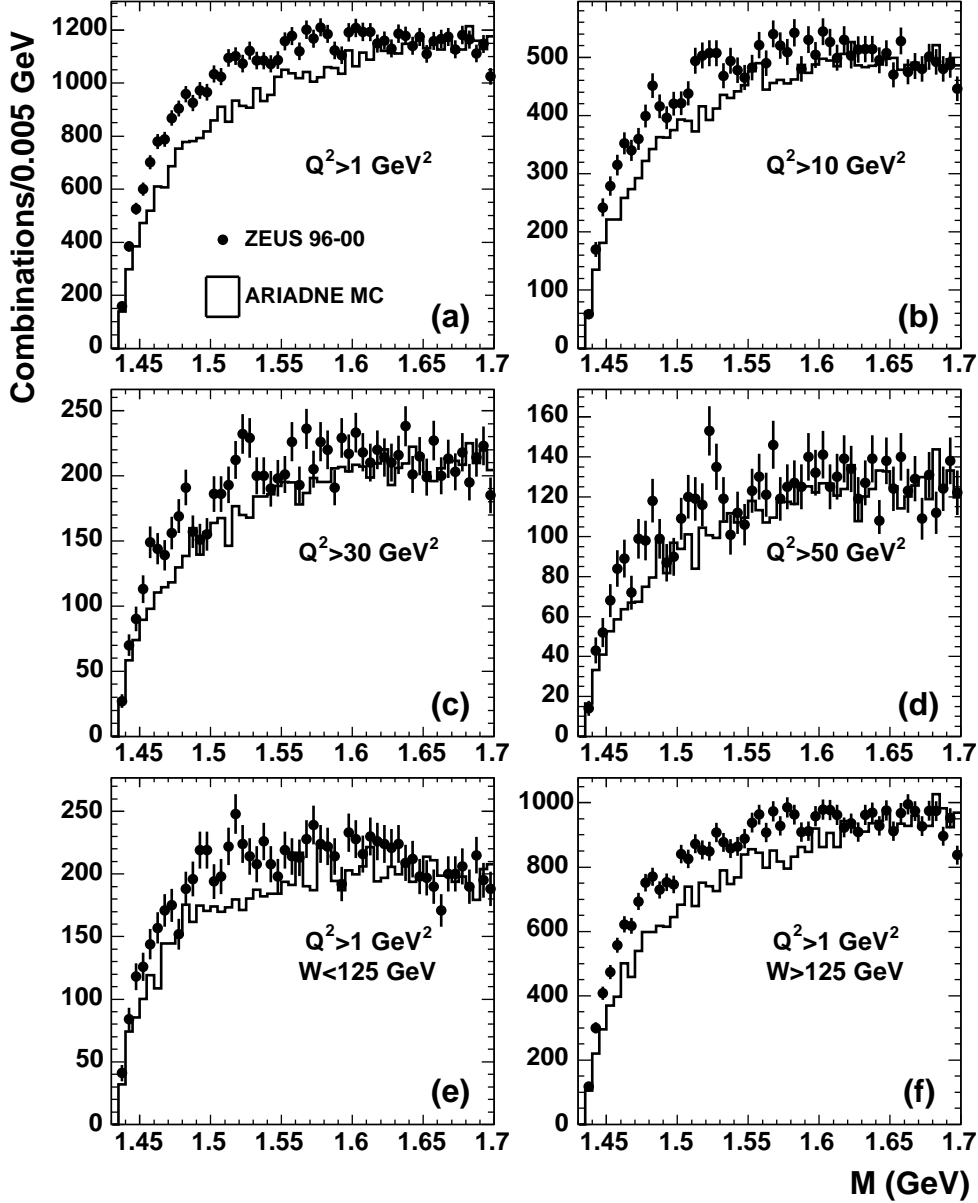 Combinations/0.005 GeV
1200
1000
800
600
400
200
0
Q²>1 GeV²
ZEUS 96-00
ARIADNE MC
(a)
1.45 1.5 1.55 1.6 1.65 1.7
500
400
300
200
100
0
Q²>10 GeV²
(b)
1.45 1.5 1.55 1.6 1.65 1.7
250
200
150
100
50
0
Q²>30 GeV²
(c)
1.45 1.5 1.55 1.6 1.65 1.7
160
140
120
100
80
60
40
20
0
Q²>50 GeV²
(d)
1.45 1.5 1.55 1.6 1.65 1.7
250
200
150
100
50
0
Q²>1 GeV²
W<125 GeV
(e)
1.45 1.5 1.55 1.6 1.65 1.7
1000
800
600
400
200
0
Q²>1 GeV²
W>125 GeV
(f)
1.45 1.5 1.55 1.6 1.65 1.7
M (GeV)